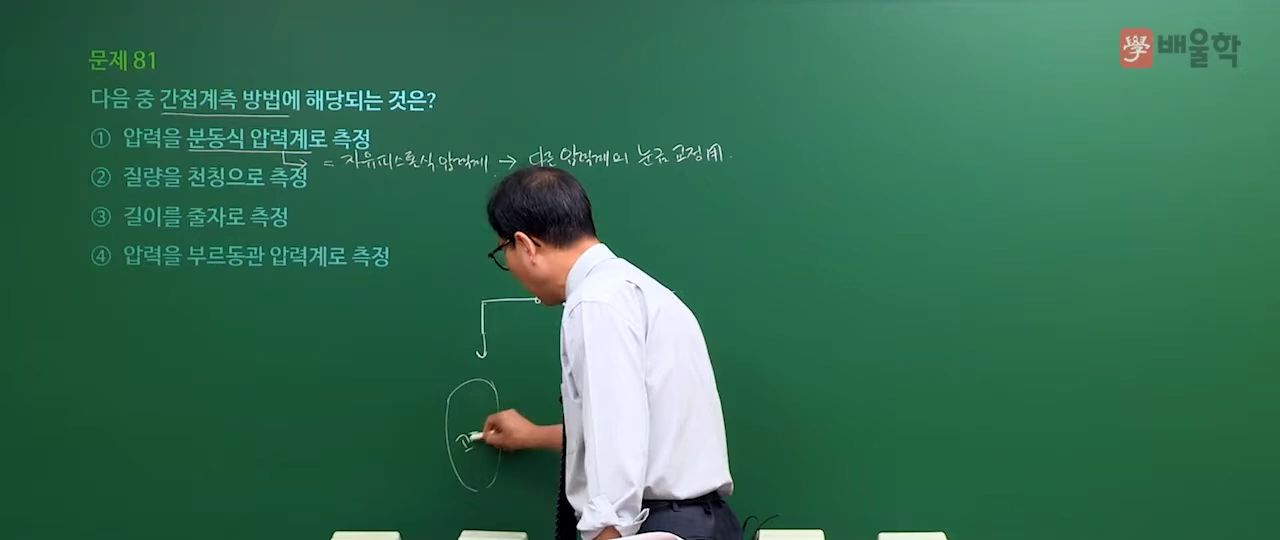 學 배울학
문제 81
다음 중 간접계측 방법에 해당되는 것은?
① 압력을 분동식 압력계로 측정
= 자유피스톤식 압력계 → 다른 압력계의 눈금 교정用.
② 질량을 천칭으로 측정
③ 길이를 줄자로 측정
④ 압력을 부르동관 압력계로 측정